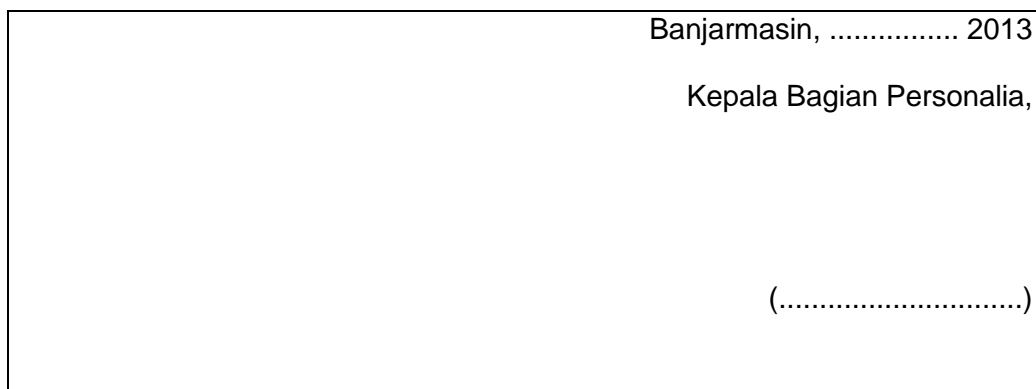 Banjarmasin, ................ 2013
Kepala Bagian Personalia,
(..............................)